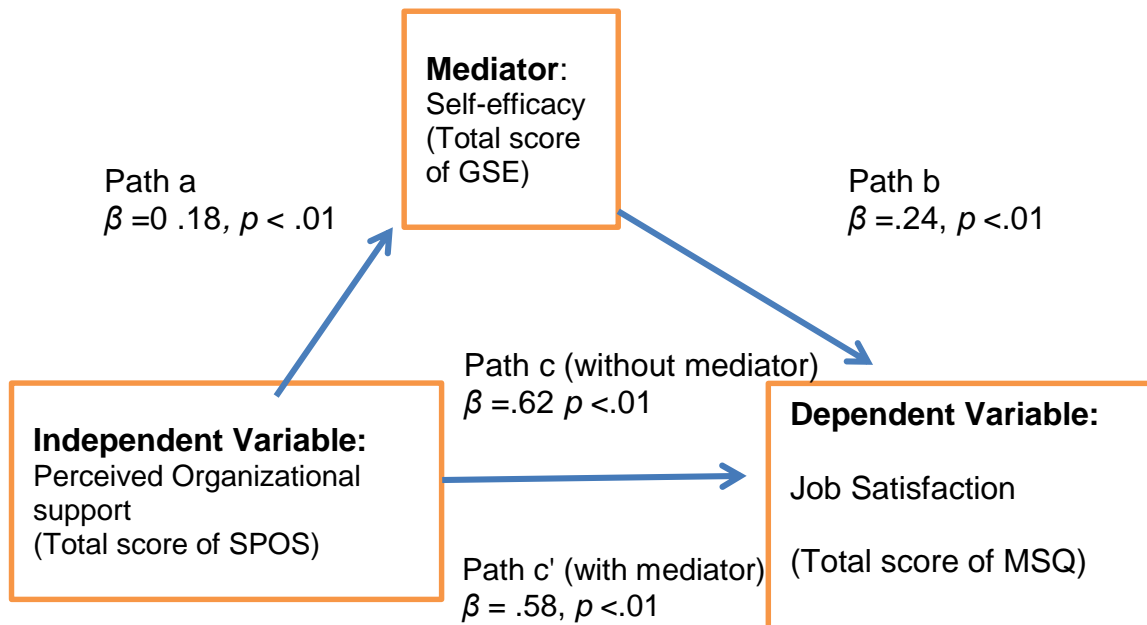 Mediator:
Self-efficacy
(Total score
of GSE)
Path a
β =0 .18, p < .01
Path b
β =.24, p <.01
Path c (without mediator)
β =.62 p <.01
Independent Variable:
Perceived Organizational
support
(Total score of SPOS)
Dependent Variable:
Job Satisfaction
(Total score of MSQ)
Path c' (with mediator)
β = .58, p <.01